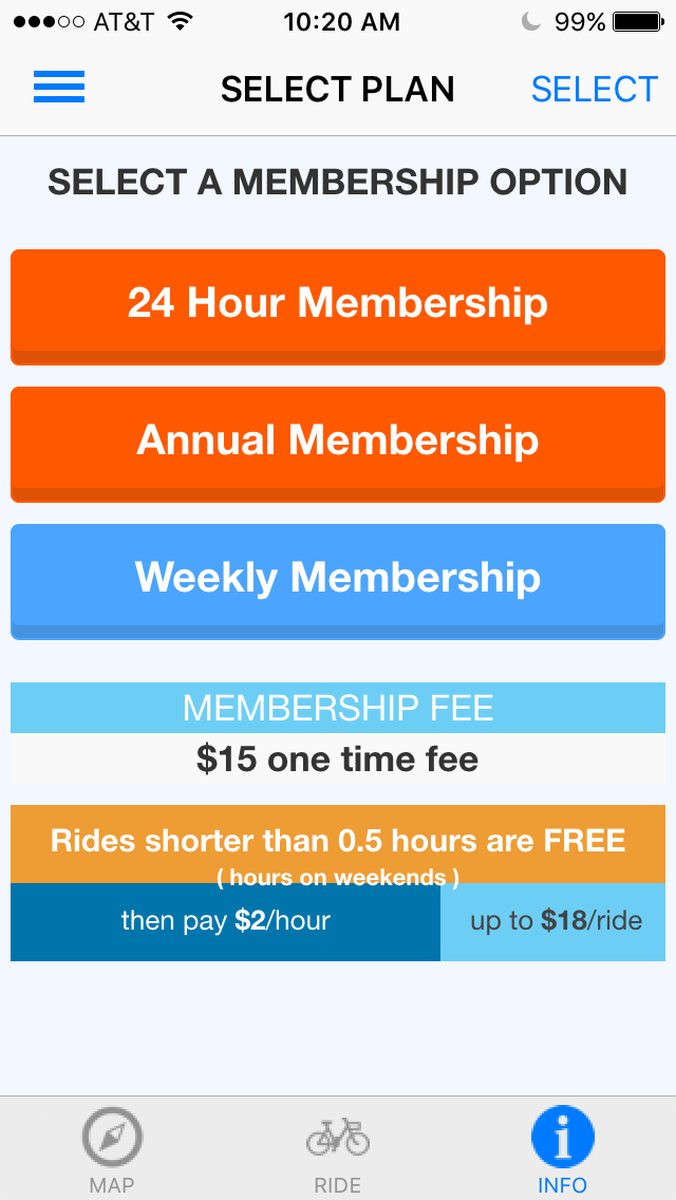 AT&T 10:20 AM 99%
SELECT PLAN SELECT
SELECT A MEMBERSHIP OPTION
24 Hour Membership
Annual Membership
Weekly Membership
MEMBERSHIP FEE
$15 one time fee
Rides shorter than 0.5 hours are FREE
( hours on weekends )
then pay $2/hour up to $18/ride
MAP RIDE INFO